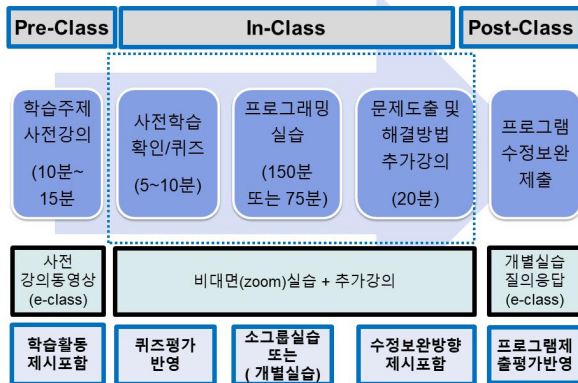 Pre-Class
In-Class
Post-Class
학습주제
사전강의
(10분~
15분)
사전학습
확인/퀴즈
(5~10분)
프로그래밍
실습
(150분
또는 75분)
문제도출 및
해결방법
추가강의
(20분)
프로그램
수정보완
제출
사전
강의동영상
(e-class)
비대면(zoom)실습 + 추가강의
개별실습
질의응답
(e-class)
학습활동
제시포함
퀴즈평가
반영
소그룹실습
또는
( 개별실습)
수정보완방향
제시포함
프로그램제
출평가반영